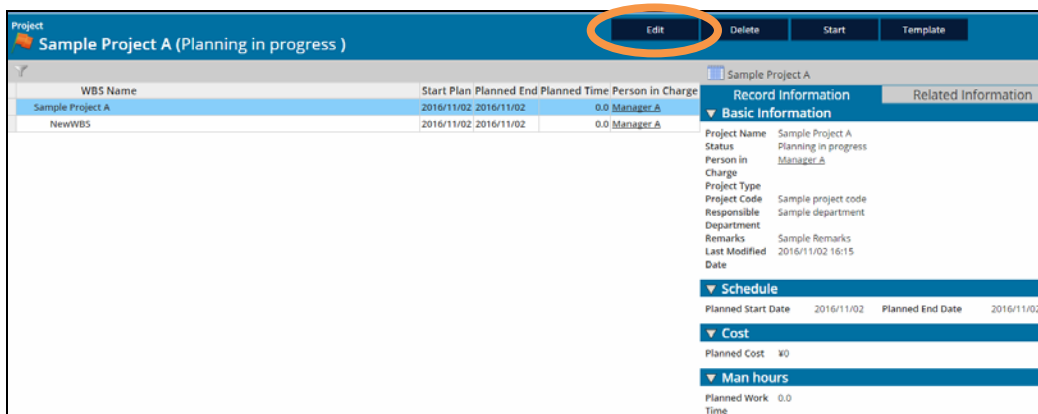 Project
Sample Project A (Planning in progress )
Edit
Delete
Start
Template
WBS Name Start Plan Planned End Planned Time Person in Charge
Sample Project A 2016/11/02 2016/11/02 0.0 Manager A
NewWBS 2016/11/02 2016/11/02 0.0 Manager A
Sample Project A
Record Information Related Information
Basic Information
Project Name Sample Project A
Status Planning in progress
Person in Manager A
Charge
Project Type
Project Code Sample project code
Responsible Sample department
Department
Remarks Sample Remarks
Last Modified 2016/11/02 16:15
Date
Schedule
Planned Start Date 2016/11/02 Planned End Date 2016/11/02
Cost
Planned Cost ¥0
Man hours
Planned Work 0.0
Time